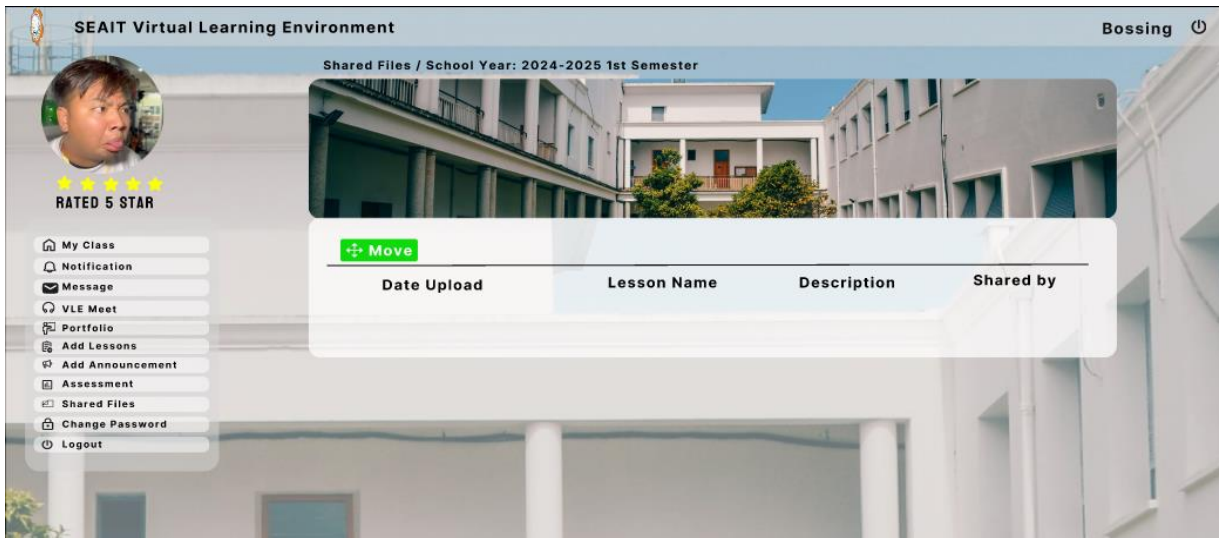 SEAIT Virtual Learning Environment
Bossing
Shared Files / School Year: 2024-2025 1st Semester
RATED 5 STAR
My Class
Notification
Message
VLE Meet
Portfolio
Add Lessons
Add Announcement
Assessment
Shared Files
Change Password
Logout
Move
Date Upload
Lesson Name
Description
Shared by